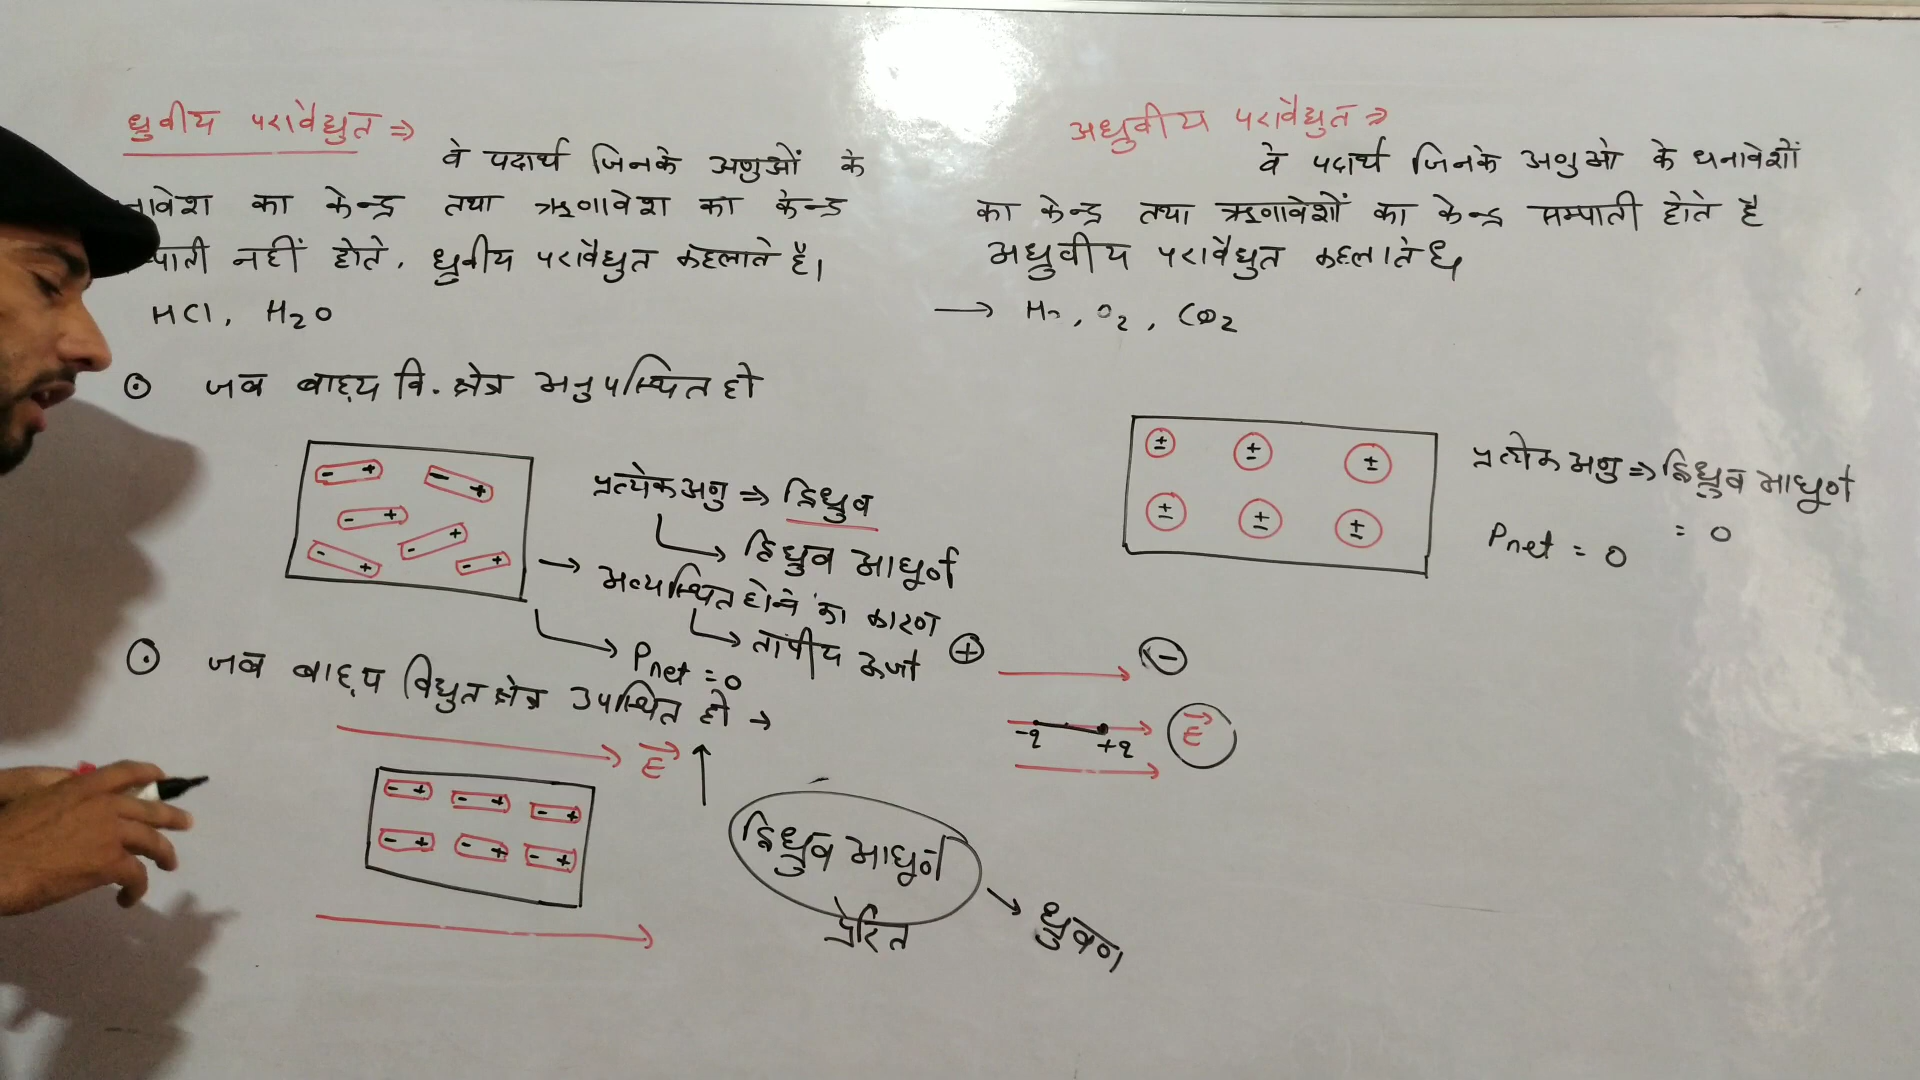 ध्रुवीय परावैद्युत ⇒
वे पदार्थ जिनके अणुओं के
नावेश का केन्द्र तथा ऋणावेश का केन्द्र
पाती नहीं होते, ध्रुवीय परावैद्युत कहलाते है।
HCl, H2O
⊙ जब बाह्य वि. क्षेत्र अनुपस्थित हो
- + - +
- + - +
- + - +
प्रत्येक अणु ⇒ द्विध्रुव
द्विध्रुव आघूर्ण
→ अव्यस्थित होने का कारण
तापीय ऊर्जा
Pnet = 0
⊙ जब बाह्य विद्युत क्षेत्र उपस्थित हो →
E
- + - + - +
- + - + - +
द्विध्रुव आघूर्ण
प्रेरित
→ ध्रुवण
अध्रुवीय परावैद्युत ⇒
वे पदार्थ जिनके अणुओ के धनावेशों
का केन्द्र तथा ऋणावेशों का केन्द्र सम्पाती होते है
अध्रुवीय परावैद्युत कहलाते है
→ H2, O2, CO2
± ± ±
± ± ±
प्रत्येक अणु ⇒ द्विध्रुव आघूर्ण
= 0
Pnet = 0
+ -
-q +q E